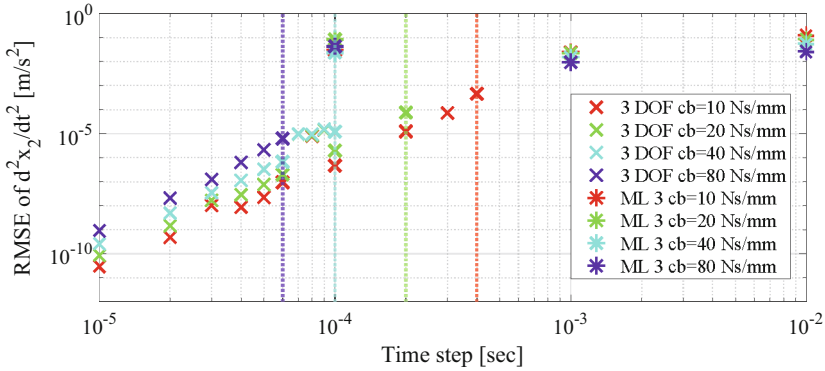 10^0
10^-5
10^-10
RMSE of d^2x_2/dt^2 [m/s^2]
3 DOF cb=10 Ns/mm
3 DOF cb=20 Ns/mm
3 DOF cb=40 Ns/mm
3 DOF cb=80 Ns/mm
ML 3 cb=10 Ns/mm
ML 3 cb=20 Ns/mm
ML 3 cb=40 Ns/mm
ML 3 cb=80 Ns/mm
10^-5 10^-4 10^-3 10^-2
Time step [sec]